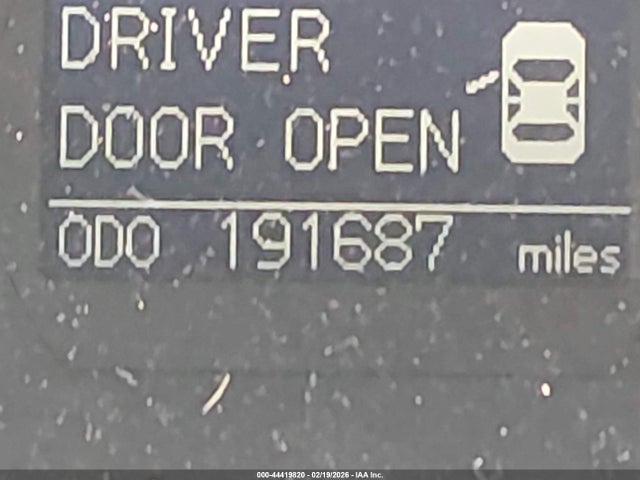 DRIVER
DOOR OPEN
ODO 191687 miles
000-44419820 - 02/19/2026 - IAA Inc.